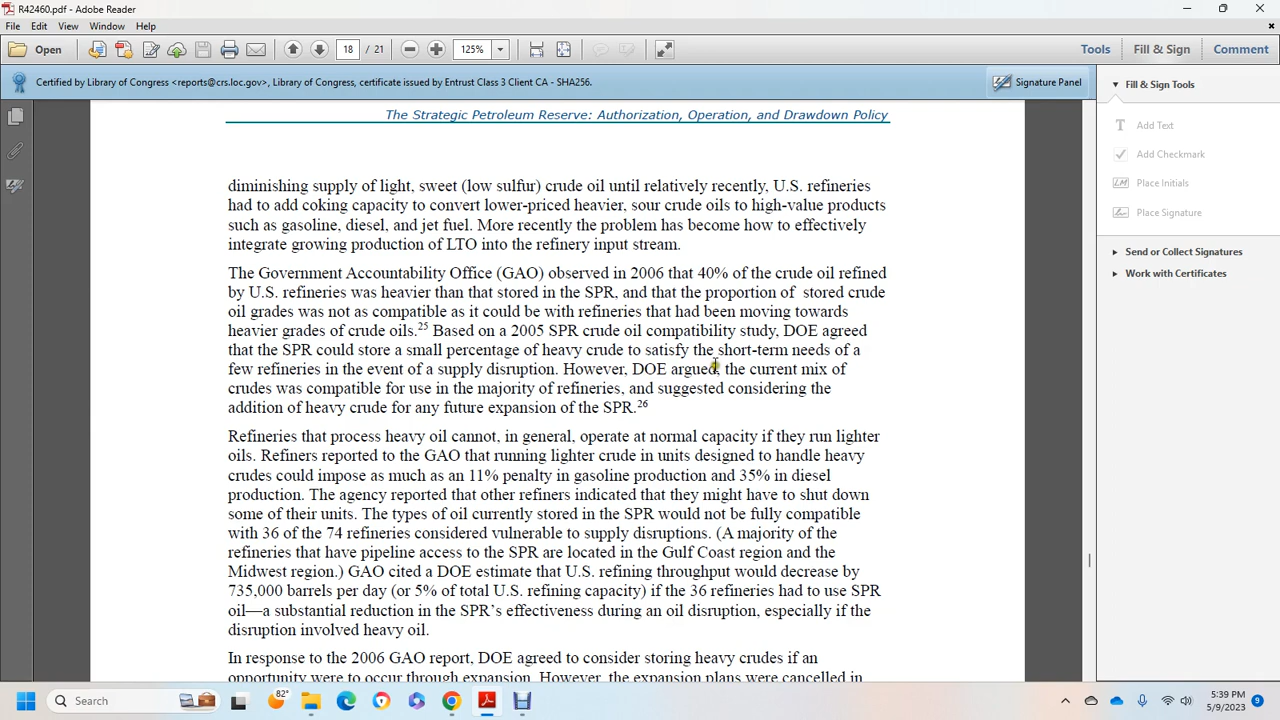 R42460.pdf - Adobe Reader
File Edit View Window Help
Open 18 / 21 125% Tools Fill & Sign Comment
Certified by Library of Congress <reports@crs.loc.gov>, Library of Congress, certificate issued by Entrust Class 3 Client CA - SHA256. Signature Panel
Fill & Sign Tools
Add Text
Add Checkmark
Place Initials
Place Signature
Send or Collect Signatures
Work with Certificates
The Strategic Petroleum Reserve: Authorization, Operation, and Drawdown Policy
diminishing supply of light, sweet (low sulfur) crude oil until relatively recently, U.S. refineries
had to add coking capacity to convert lower-priced heavier, sour crude oils to high-value products
such as gasoline, diesel, and jet fuel. More recently the problem has become how to effectively
integrate growing production of LTO into the refinery input stream.
The Government Accountability Office (GAO) observed in 2006 that 40% of the crude oil refined
by U.S. refineries was heavier than that stored in the SPR, and that the proportion of stored crude
oil grades was not as compatible as it could be with refineries that had been moving towards
heavier grades of crude oils.25 Based on a 2005 SPR crude oil compatibility study, DOE agreed
that the SPR could store a small percentage of heavy crude to satisfy the short-term needs of a
few refineries in the event of a supply disruption. However, DOE argued, the current mix of
crudes was compatible for use in the majority of refineries, and suggested considering the
addition of heavy crude for any future expansion of the SPR.26
Refineries that process heavy oil cannot, in general, operate at normal capacity if they run lighter
oils. Refiners reported to the GAO that running lighter crude in units designed to handle heavy
crudes could impose as much as an 11% penalty in gasoline production and 35% in diesel
production. The agency reported that other refiners indicated that they might have to shut down
some of their units. The types of oil currently stored in the SPR would not be fully compatible
with 36 of the 74 refineries considered vulnerable to supply disruptions. (A majority of the
refineries that have pipeline access to the SPR are located in the Gulf Coast region and the
Midwest region.) GAO cited a DOE estimate that U.S. refining throughput would decrease by
735,000 barrels per day (or 5% of total U.S. refining capacity) if the 36 refineries had to use SPR
oil—a substantial reduction in the SPR's effectiveness during an oil disruption, especially if the
disruption involved heavy oil.
In response to the 2006 GAO report, DOE agreed to consider storing heavy crudes if an
opportunity were to occur through expansion. However, the expansion plans were cancelled in
Search 82° 5:39 PM
5/9/2023 9